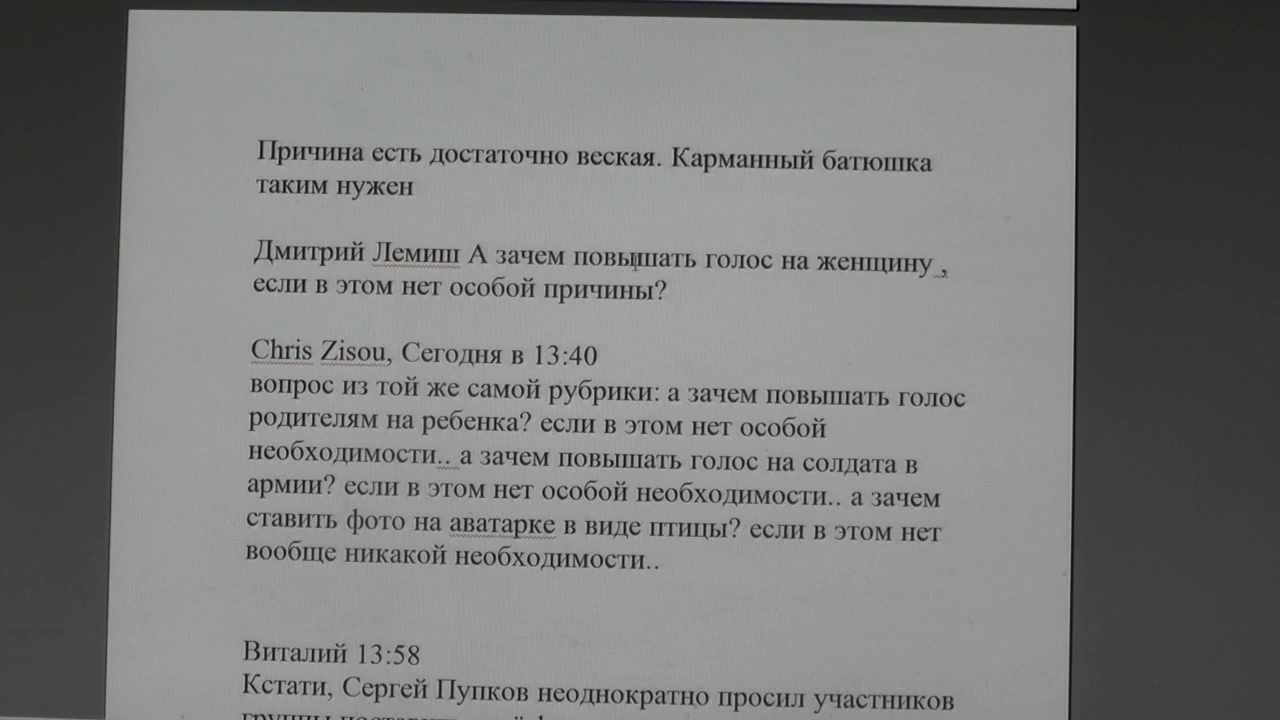 Причина есть достаточно веская. Карманный батюшка
таким нужен
Дмитрий Лемиш А зачем повышать голос на женщину ,
если в этом нет особой причины?
Chris Zisou, Сегодня в 13:40
вопрос из той же самой рубрики: а зачем повышать голос
родителям на ребенка? если в этом нет особой
необходимости.. а зачем повышать голос на солдата в
армии? если в этом нет особой необходимости.. а зачем
ставить фото на аватарке в виде птицы? если в этом нет
вообще никакой необходимости..
Виталий 13:58
Кстати, Сергей Пупков неоднократно просил участников
группы